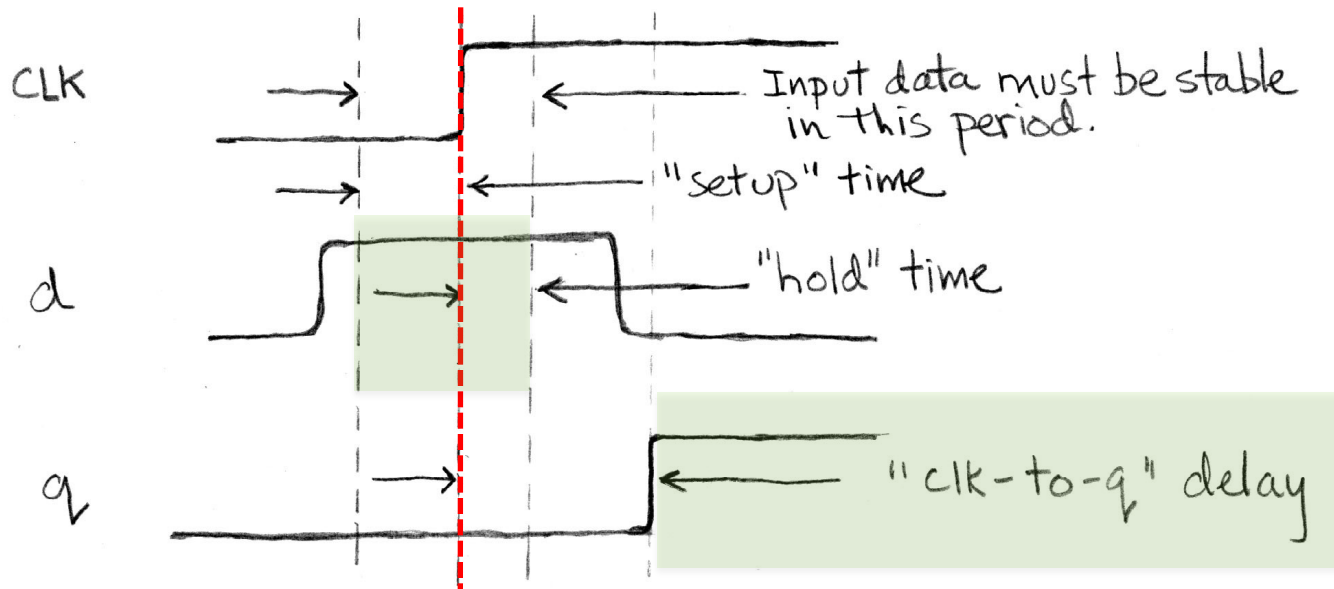 CLK
Input data must be stable
in this period.
"setup" time
d
"hold" time
q
"clk-to-q" delay